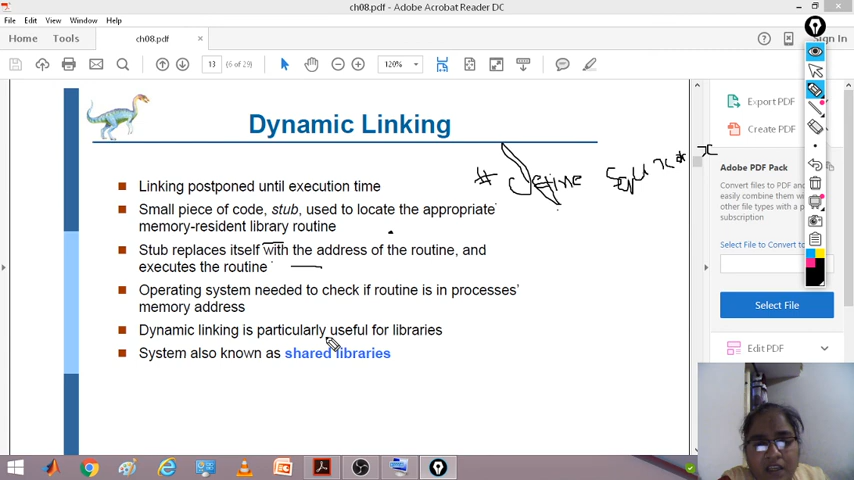 ch08.pdf - Adobe Acrobat Reader DC
File Edit View Window Help
Home Tools ch08.pdf × Sign In
13 (6 of 29) 120%
Dynamic Linking
# define x * x
Linking postponed until execution time
Small piece of code, stub, used to locate the appropriate
memory-resident library routine
Stub replaces itself with the address of the routine, and
executes the routine
Operating system needed to check if routine is in processes'
memory address
Dynamic linking is particularly useful for libraries
System also known as shared libraries
Export PDF
Create PDF
Adobe PDF Pack
Convert files to PDF and
easily combine them with
other file types with a paid
subscription
Select File to Convert to
Select File
Edit PDF